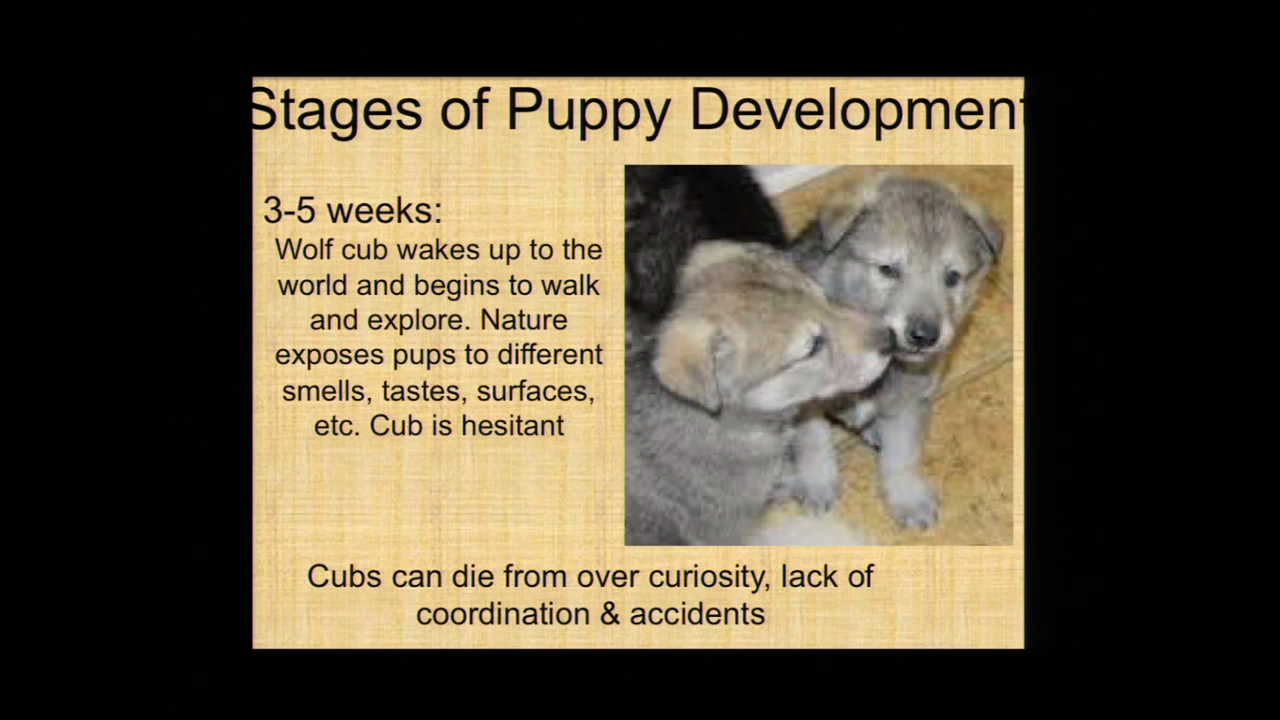 Stages of Puppy Development
3-5 weeks:
Wolf cub wakes up to the
world and begins to walk
and explore. Nature
exposes pups to different
smells, tastes, surfaces,
etc. Cub is hesitant
Cubs can die from over curiosity, lack of
coordination & accidents